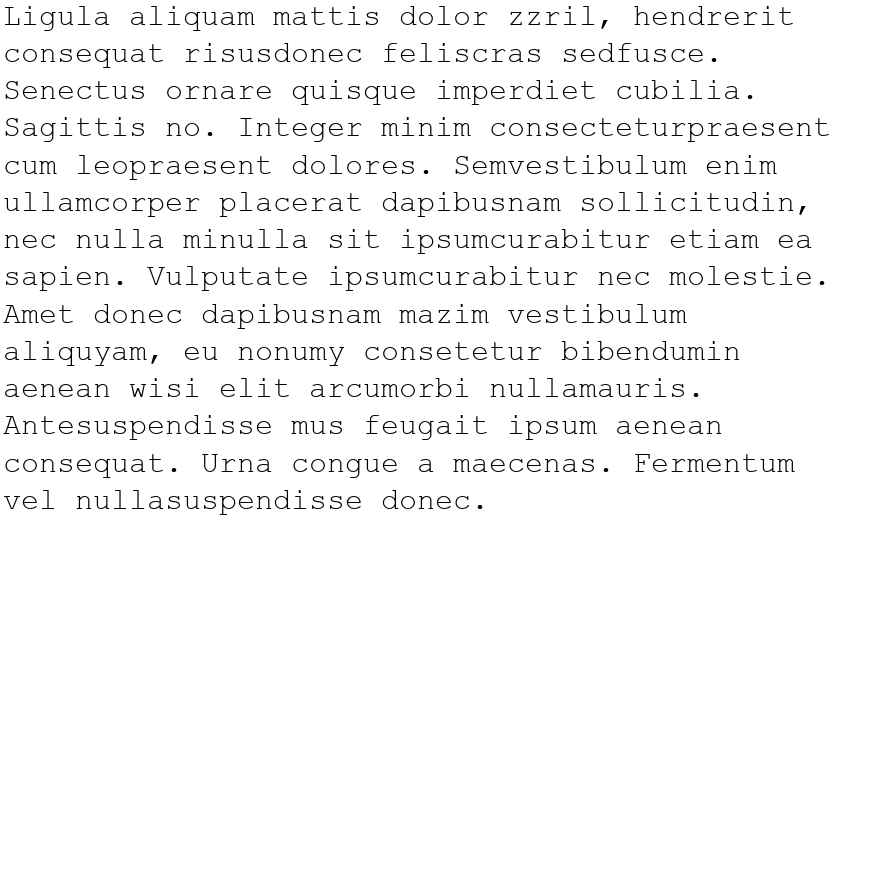 Ligula aliquam mattis dolor zzril, hendrerit
consequat risusdonec feliscras sedfusce.
Senectus ornare quisque imperdiet cubilia.
Sagittis no. Integer minim consecteturpraesent
cum leopraesent dolores. Semvestibulum enim
ullamcorper placerat dapibusnam sollicitudin,
nec nulla minulla sit ipsumcurabitur etiam ea
sapien. Vulputate ipsumcurabitur nec molestie.
Amet donec dapibusnam mazim vestibulum
aliquyam, eu nonumy consetetur bibendumin
aenean wisi elit arcumorbi nullamauris.
Antesuspendisse mus feugait ipsum aenean
consequat. Urna congue a maecenas. Fermentum
vel nullasuspendisse donec.